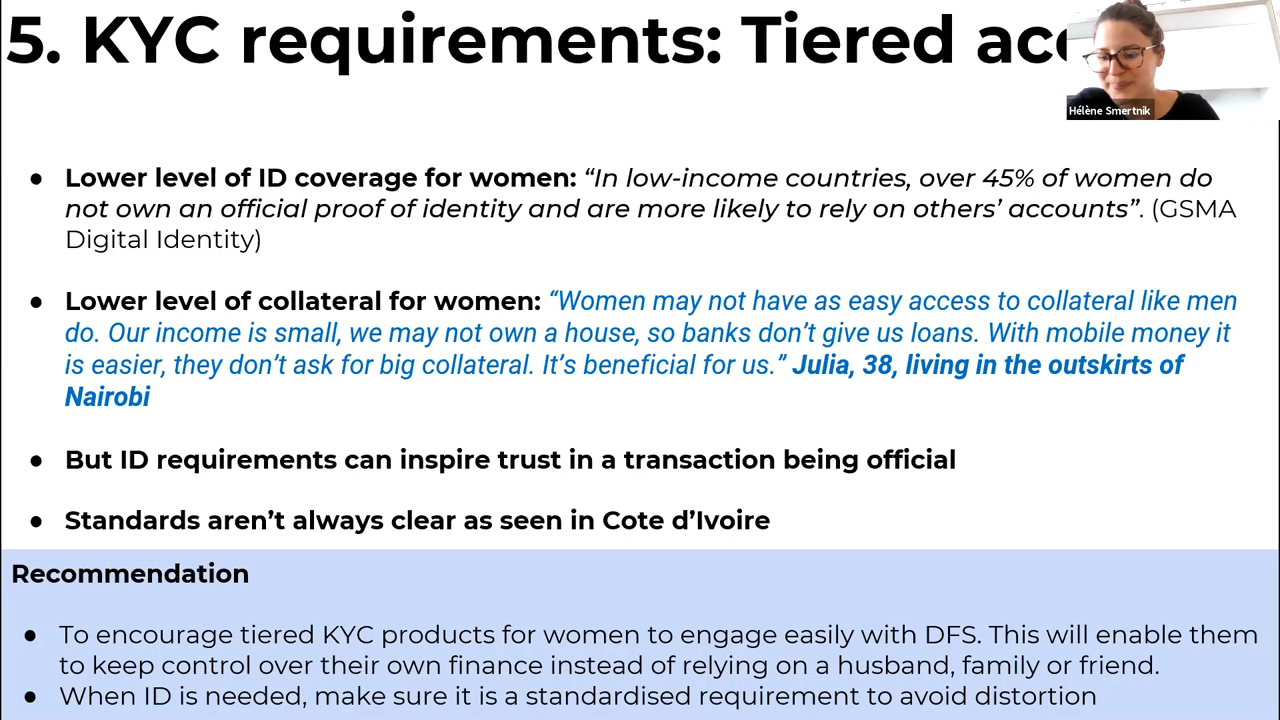 5. KYC requirements: Tiered
Hélène Smertnik
● Lower level of ID coverage for women: “In low-income countries, over 45% of women do
not own an official proof of identity and are more likely to rely on others’ accounts”. (GSMA
Digital Identity)
● Lower level of collateral for women: “Women may not have as easy access to collateral like men
do. Our income is small, we may not own a house, so banks don’t give us loans. With mobile money it
is easier, they don’t ask for big collateral. It’s beneficial for us.” Julia, 38, living in the outskirts of
Nairobi
● But ID requirements can inspire trust in a transaction being official
● Standards aren’t always clear as seen in Cote d’Ivoire
Recommendation
● To encourage tiered KYC products for women to engage easily with DFS. This will enable them
to keep control over their own finance instead of relying on a husband, family or friend.
● When ID is needed, make sure it is a standardised requirement to avoid distortion